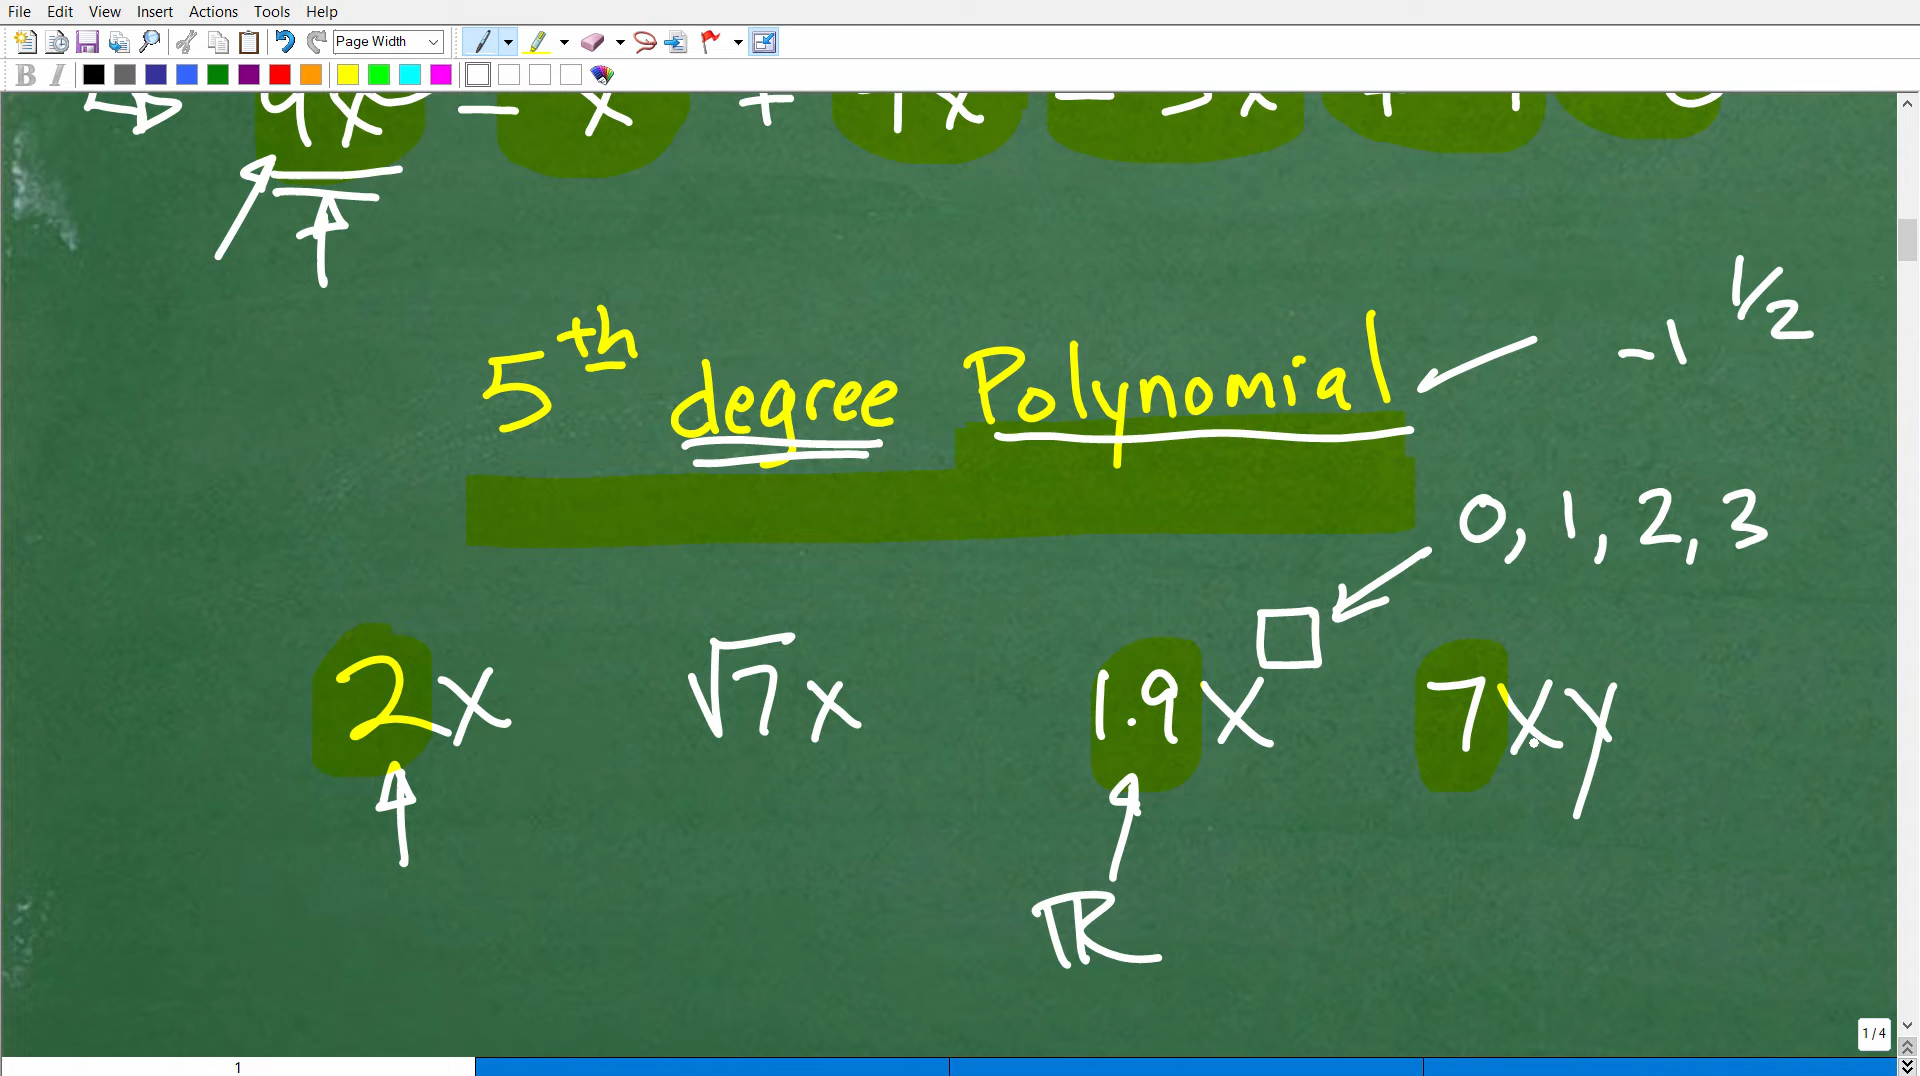 File Edit View Insert Actions Tools Help
Page Width
B I
- x + - +
5th degree Polynomial
-1 1/2
0, 1, 2, 3
2x √7x 1.9x□ 7xy
ℝ
1/4
1